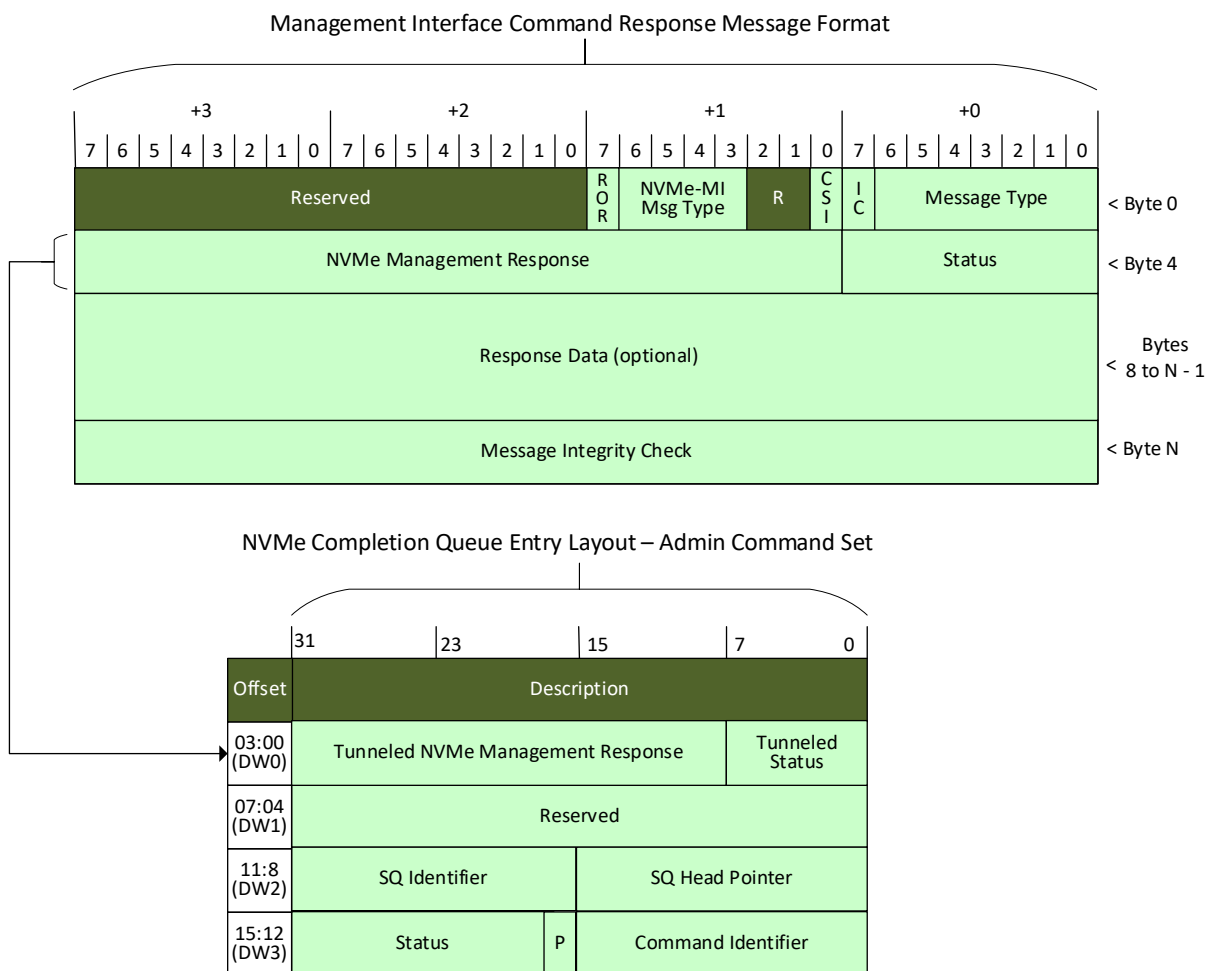 Management Interface Command Response Message Format
+3 +2 +1 +0
7 6 5 4 3 2 1 0 7 6 5 4 3 2 1 0 7 6 5 4 3 2 1 0 7 6 5 4 3 2 1 0
Reserved
R
O
R
NVMe-MI
Msg Type
R
C
S
I
I
C
Message Type
< Byte 0
NVMe Management Response
Status
< Byte 4
Response Data (optional)
Bytes
< 8 to N - 1
Message Integrity Check
< Byte N
NVMe Completion Queue Entry Layout – Admin Command Set
31 23 15 7 0
Offset
Description
03:00
(DW0)
Tunneled NVMe Management Response
Tunneled
Status
07:04
(DW1)
Reserved
11:8
(DW2)
SQ Identifier
SQ Head Pointer
15:12
(DW3)
Status
P
Command Identifier